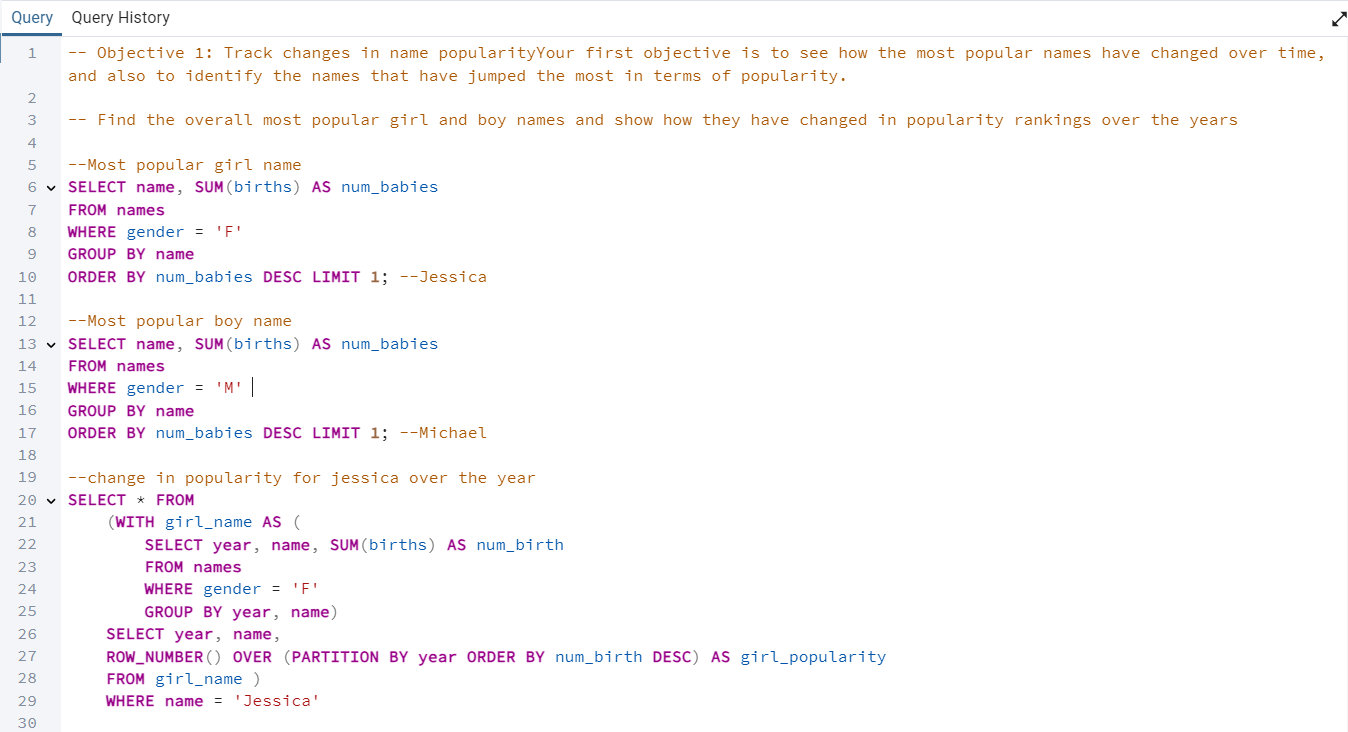 Query Query History
1 -- Objective 1: Track changes in name popularityYour first objective is to see how the most popular names have changed over time,
and also to identify the names that have jumped the most in terms of popularity.
2
3 -- Find the overall most popular girl and boy names and show how they have changed in popularity rankings over the years
4
5 --Most popular girl name
6 SELECT name, SUM(births) AS num_babies
7 FROM names
8 WHERE gender = 'F'
9 GROUP BY name
10 ORDER BY num_babies DESC LIMIT 1; --Jessica
11
12 --Most popular boy name
13 SELECT name, SUM(births) AS num_babies
14 FROM names
15 WHERE gender = 'M'
16 GROUP BY name
17 ORDER BY num_babies DESC LIMIT 1; --Michael
18
19 --change in popularity for jessica over the year
20 SELECT * FROM
21 (WITH girl_name AS (
22 SELECT year, name, SUM(births) AS num_birth
23 FROM names
24 WHERE gender = 'F'
25 GROUP BY year, name)
26 SELECT year, name,
27 ROW_NUMBER() OVER (PARTITION BY year ORDER BY num_birth DESC) AS girl_popularity
28 FROM girl_name )
29 WHERE name = 'Jessica'
30